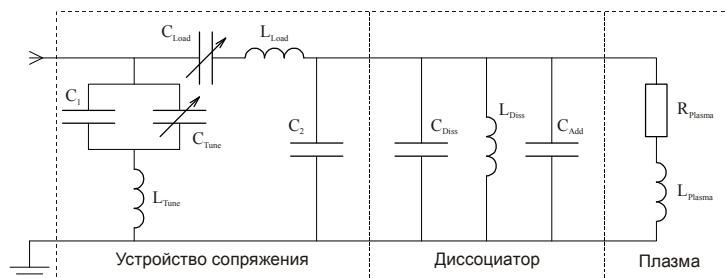 C_Load
L_Load
C_1
C_Tune
L_Tune
C_2
C_Diss
L_Diss
C_Add
R_Plasma
L_Plasma
Устройство сопряжения
Диссоциатор
Плазма